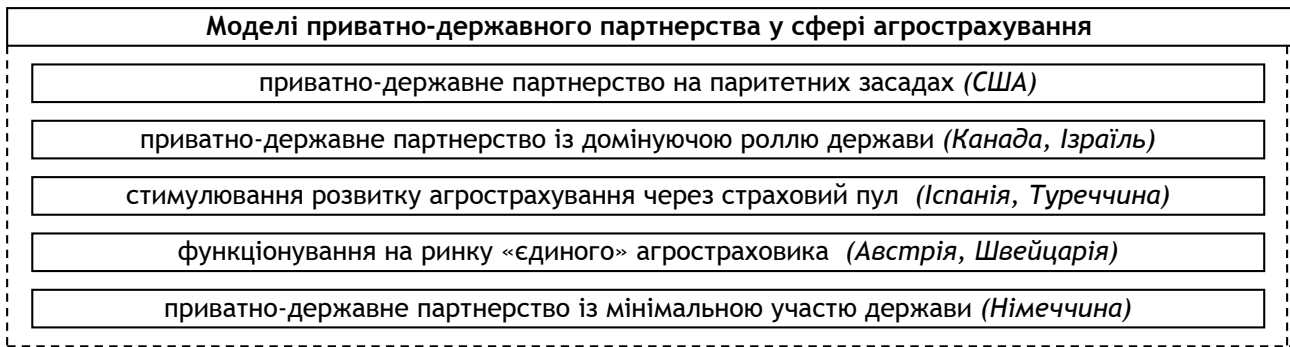 Моделі приватно-державного партнерства у сфері агрострахування
приватно-державне партнерство на паритетних засадах (США)
приватно-державне партнерство із домінуючою роллю держави (Канада, Ізраїль)
стимулювання розвитку агрострахування через страховий пул (Іспанія, Туреччина)
функціонування на ринку «єдиного» агростраховика (Австрія, Швейцарія)
приватно-державне партнерство із мінімальною участю держави (Німеччина)